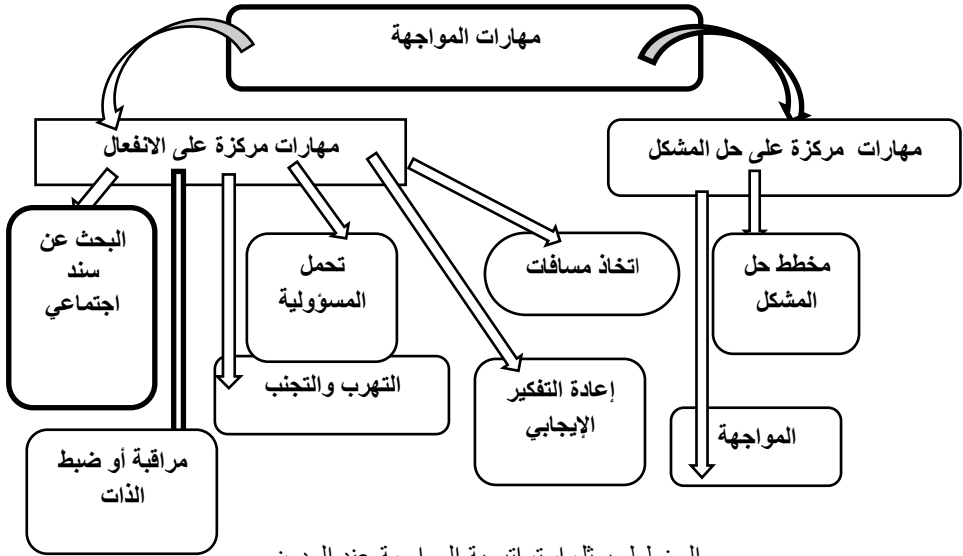 مهارات المواجهة
مهارات مركزة على حل المشكل
مهارات مركزة على الانفعال
مخطط حل
المشكل
المواجهة
اتخاذ مسافات
إعادة التفكير
الإيجابي
تحمل
المسؤولية
التهرب والتجنب
البحث عن
سند
اجتماعي
مراقبة أو ضبط
الذات